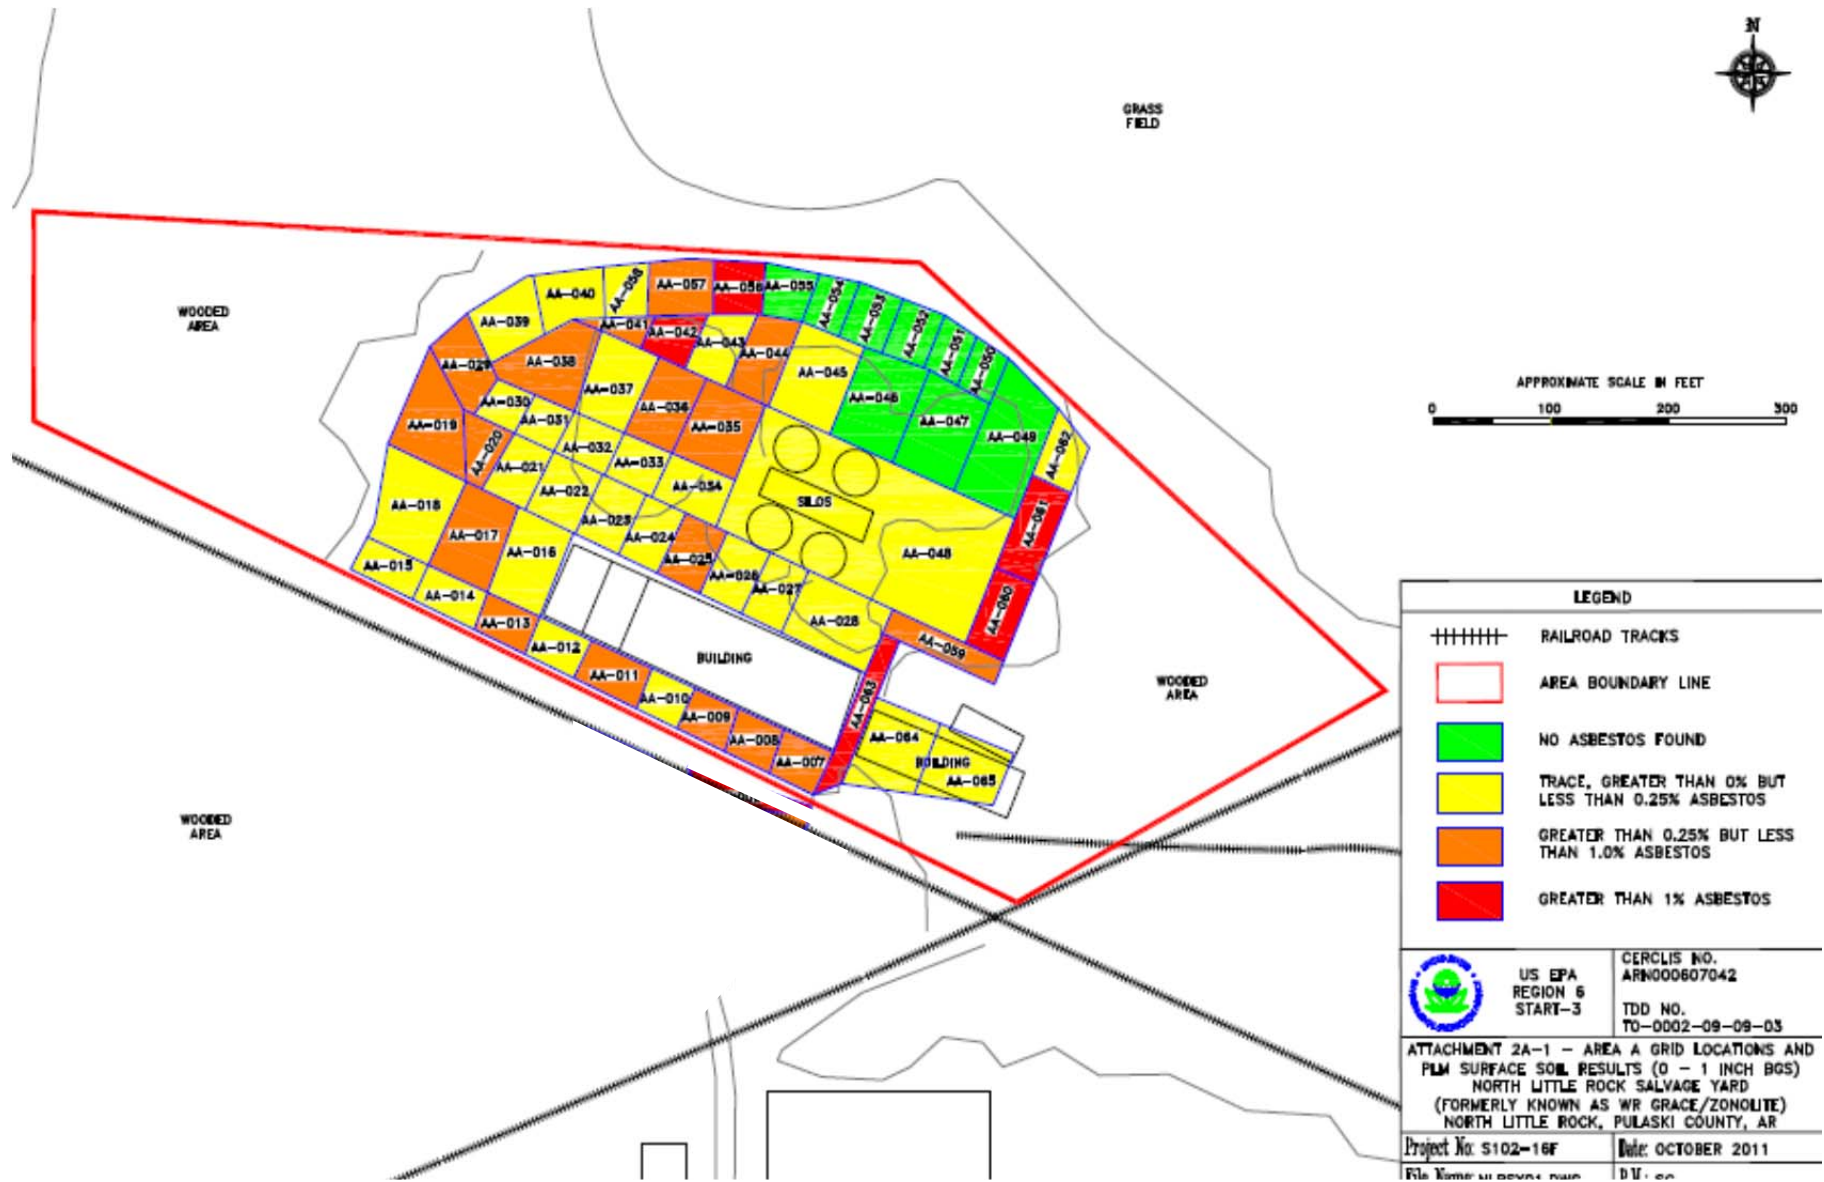 N
GRASS
FIELD
WOODED
AREA
APPROXIMATE SCALE IN FEET
0 100 200 300
AA-039
AA-040
AA-058
AA-057
AA-056
AA-055
AA-054
AA-053
AA-052
AA-051
AA-050
AA-029
AA-038
AA-041
AA-042
AA-043
AA-044
AA-045
AA-046
AA-047
AA-049
AA-062
AA-019
AA-020
AA-030
AA-031
AA-037
AA-036
AA-035
AA-021
AA-032
AA-033
AA-034
AA-022
SILOS
AA-061
AA-018
AA-017
AA-016
AA-023
AA-024
AA-025
AA-026
AA-027
AA-028
AA-048
AA-060
AA-059
AA-015
AA-014
AA-013
AA-012
AA-011
AA-010
AA-009
AA-008
AA-007
BUILDING
AA-063
AA-064
BUILDING
AA-065
WOODED
AREA
WOODED
AREA
LEGEND
RAILROAD TRACKS
AREA BOUNDARY LINE
NO ASBESTOS FOUND
TRACE, GREATER THAN 0% BUT
LESS THAN 0.25% ASBESTOS
GREATER THAN 0.25% BUT LESS
THAN 1.0% ASBESTOS
GREATER THAN 1% ASBESTOS
US EPA
REGION 6
START-3
CERCLIS NO.
ARN000607042
TDD NO.
TO-0002-09-09-03
ATTACHMENT 2A-1 - AREA A GRID LOCATIONS AND
PLM SURFACE SOIL RESULTS (0 - 1 INCH BGS)
NORTH LITTLE ROCK SALVAGE YARD
(FORMERLY KNOWN AS WR GRACE/ZONOLITE)
NORTH LITTLE ROCK, PULASKI COUNTY, AR
Project No: S102-16F
Date: OCTOBER 2011